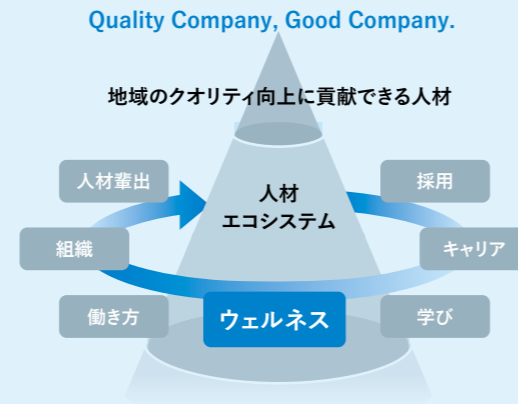 Quality Company, Good Company.
地域のクオリティ向上に貢献できる人材
人材輩出
採用
人材
エコシステム
組織
キャリア
働き方
ウェルネス
学び